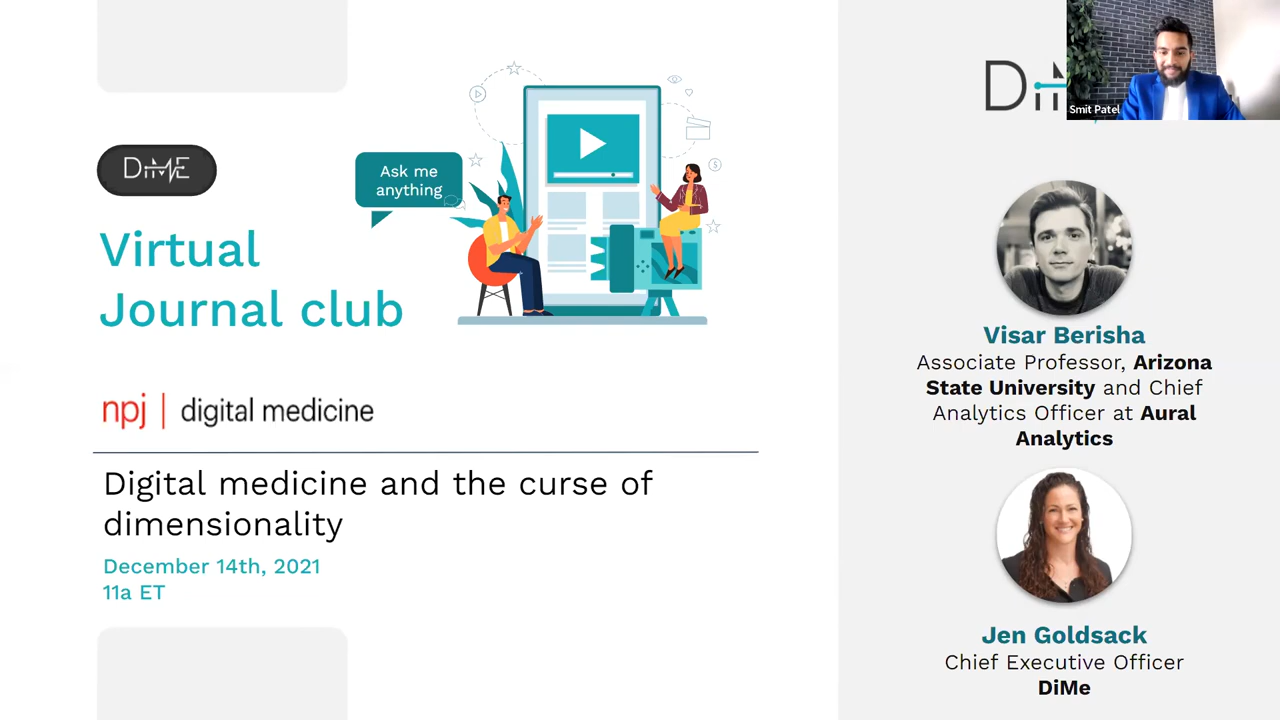 DiME
Virtual
Journal club
Ask me
anything
npj | digital medicine
Digital medicine and the curse of
dimensionality
December 14th, 2021
11a ET
Smit Patel
Visar Berisha
Associate Professor, Arizona
State University and Chief
Analytics Officer at Aural
Analytics
Jen Goldsack
Chief Executive Officer
DiMe